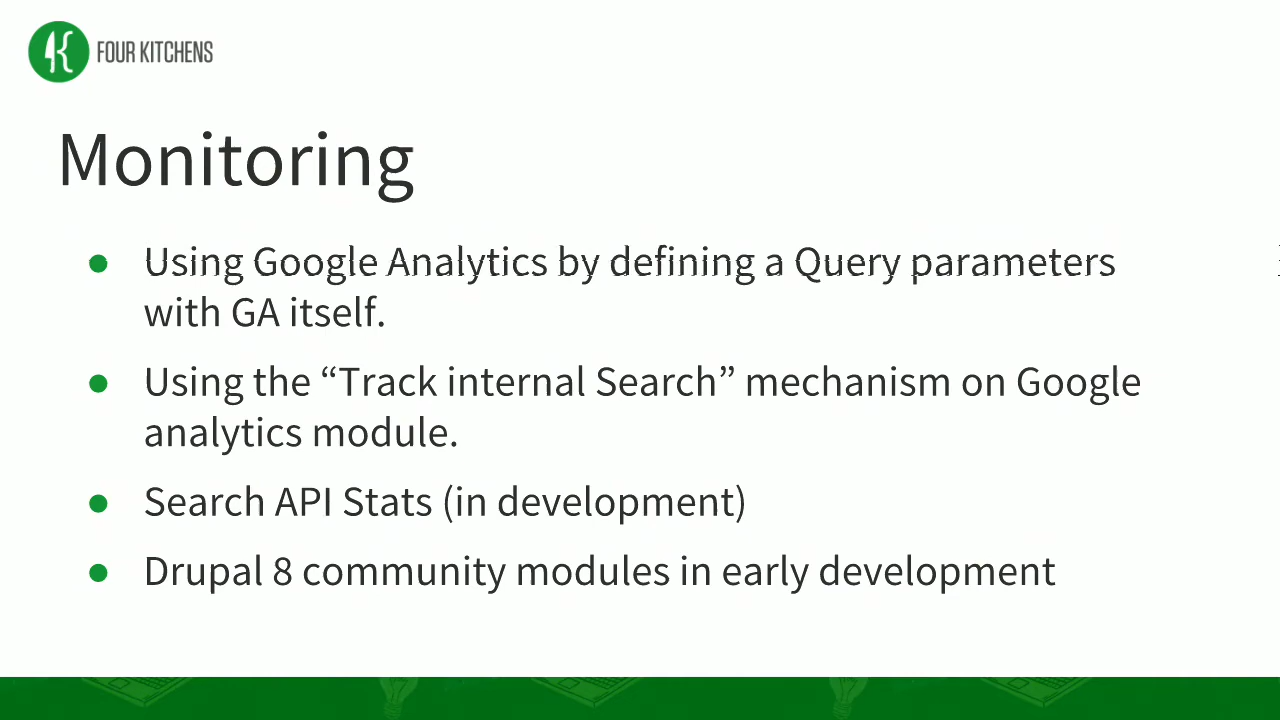 FOUR KITCHENS
Monitoring
● Using Google Analytics by defining a Query parameters
with GA itself.
● Using the “Track internal Search” mechanism on Google
analytics module.
● Search API Stats (in development)
● Drupal 8 community modules in early development